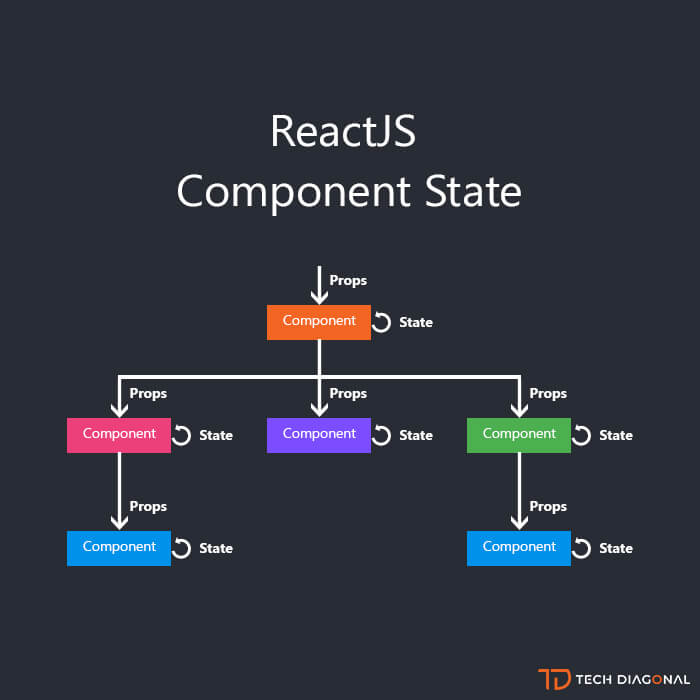 ReactJS
Component State
Props
Component State
Props Props Props
Component State Component State Component State
Props Props
Component State Component State
TD TECH DIAGONAL